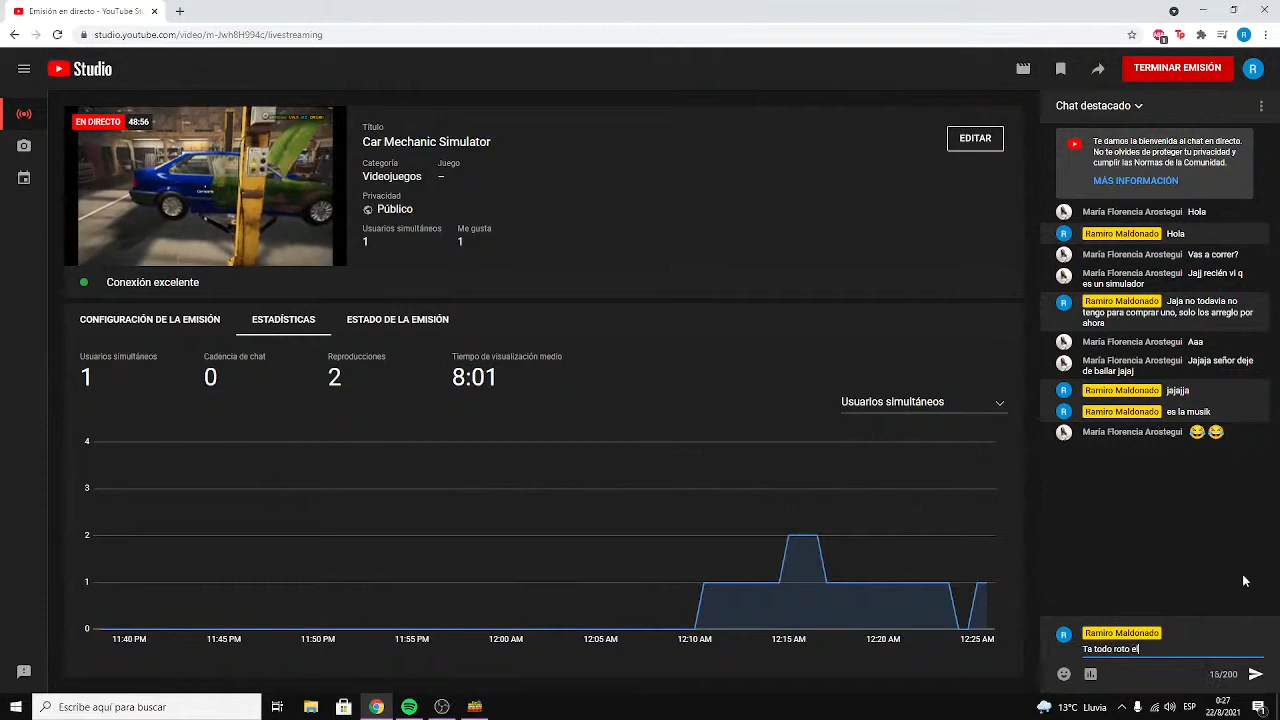 Emisión en directo - YouTube Stu
studio.youtube.com/video/m-Jwh8H994c/livestreaming
Studio
TERMINAR EMISIÓN
R
EN DIRECTO 48:56
Título
Car Mechanic Simulator
EDITAR
Categoría Juego
Videojuegos –
Privacidad
Público
Usuarios simultáneos Me gusta
1 1
Conexión excelente
CONFIGURACIÓN DE LA EMISIÓN ESTADÍSTICAS ESTADO DE LA EMISIÓN
Usuarios simultáneos Cadencia de chat Reproducciones Tiempo de visualización medio
1 0 2 8:01
Usuarios simultáneos
4
3
2
1
0
11:40 PM 11:45 PM 11:50 PM 11:55 PM 12:00 AM 12:05 AM 12:10 AM 12:15 AM 12:20 AM 12:25 AM
Chat destacado
Te damos la bienvenida al chat en directo.
No te olvides de proteger tu privacidad y
cumplir las Normas de la Comunidad.
MÁS INFORMACIÓN
María Florencia Arostegui Hola
R Ramiro Maldonado Hola
María Florencia Arostegui Vas a correr?
María Florencia Arostegui Jajj recién vi q
es un simulador
R Ramiro Maldonado Jaja no todavia no
tengo para comprar uno, solo los arreglo por
ahora
María Florencia Arostegui Aaa
María Florencia Arostegui Jajaja señor deje
de bailar jajaj
R Ramiro Maldonado jajajja
R Ramiro Maldonado es la musik
María Florencia Arostegui 😂 😂
R Ramiro Maldonado
Ta todo roto el
15/200
Escribe aquí para buscar
13°C Lluvia ESP 0:27
22/8/2021